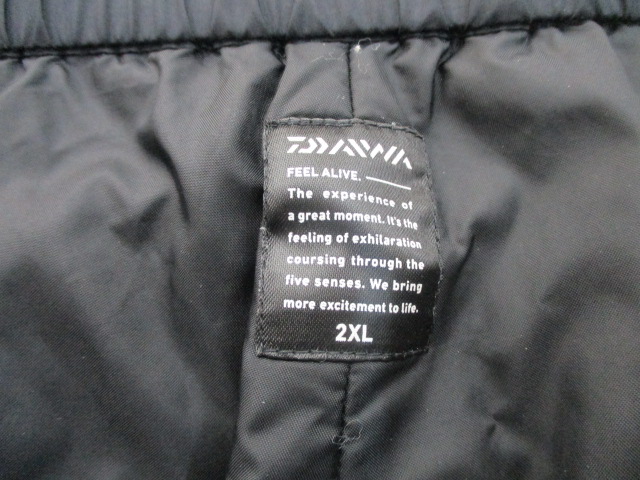 DAIWA
FEEL ALIVE.
The experience of
a great moment. It's the
feeling of exhilaration
coursing through the
five senses. We bring
more excitement to life.
2XL